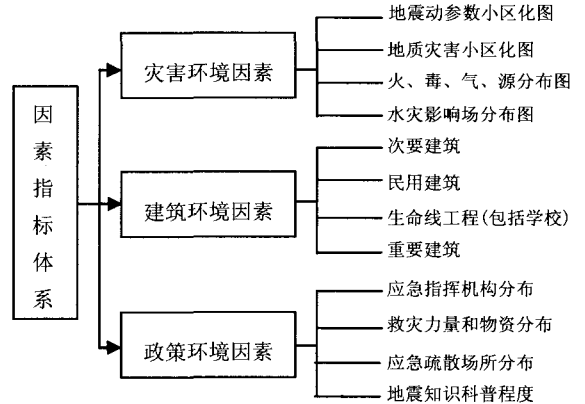 因素指标体系
灾害环境因素
地震动参数小区化图
地质灾害小区化图
火、毒、气、源分布图
水灾影响场分布图
建筑环境因素
次要建筑
民用建筑
生命线工程(包括学校)
重要建筑
政策环境因素
应急指挥机构分布
救灾力量和物资分布
应急疏散场所分布
地震知识科普程度